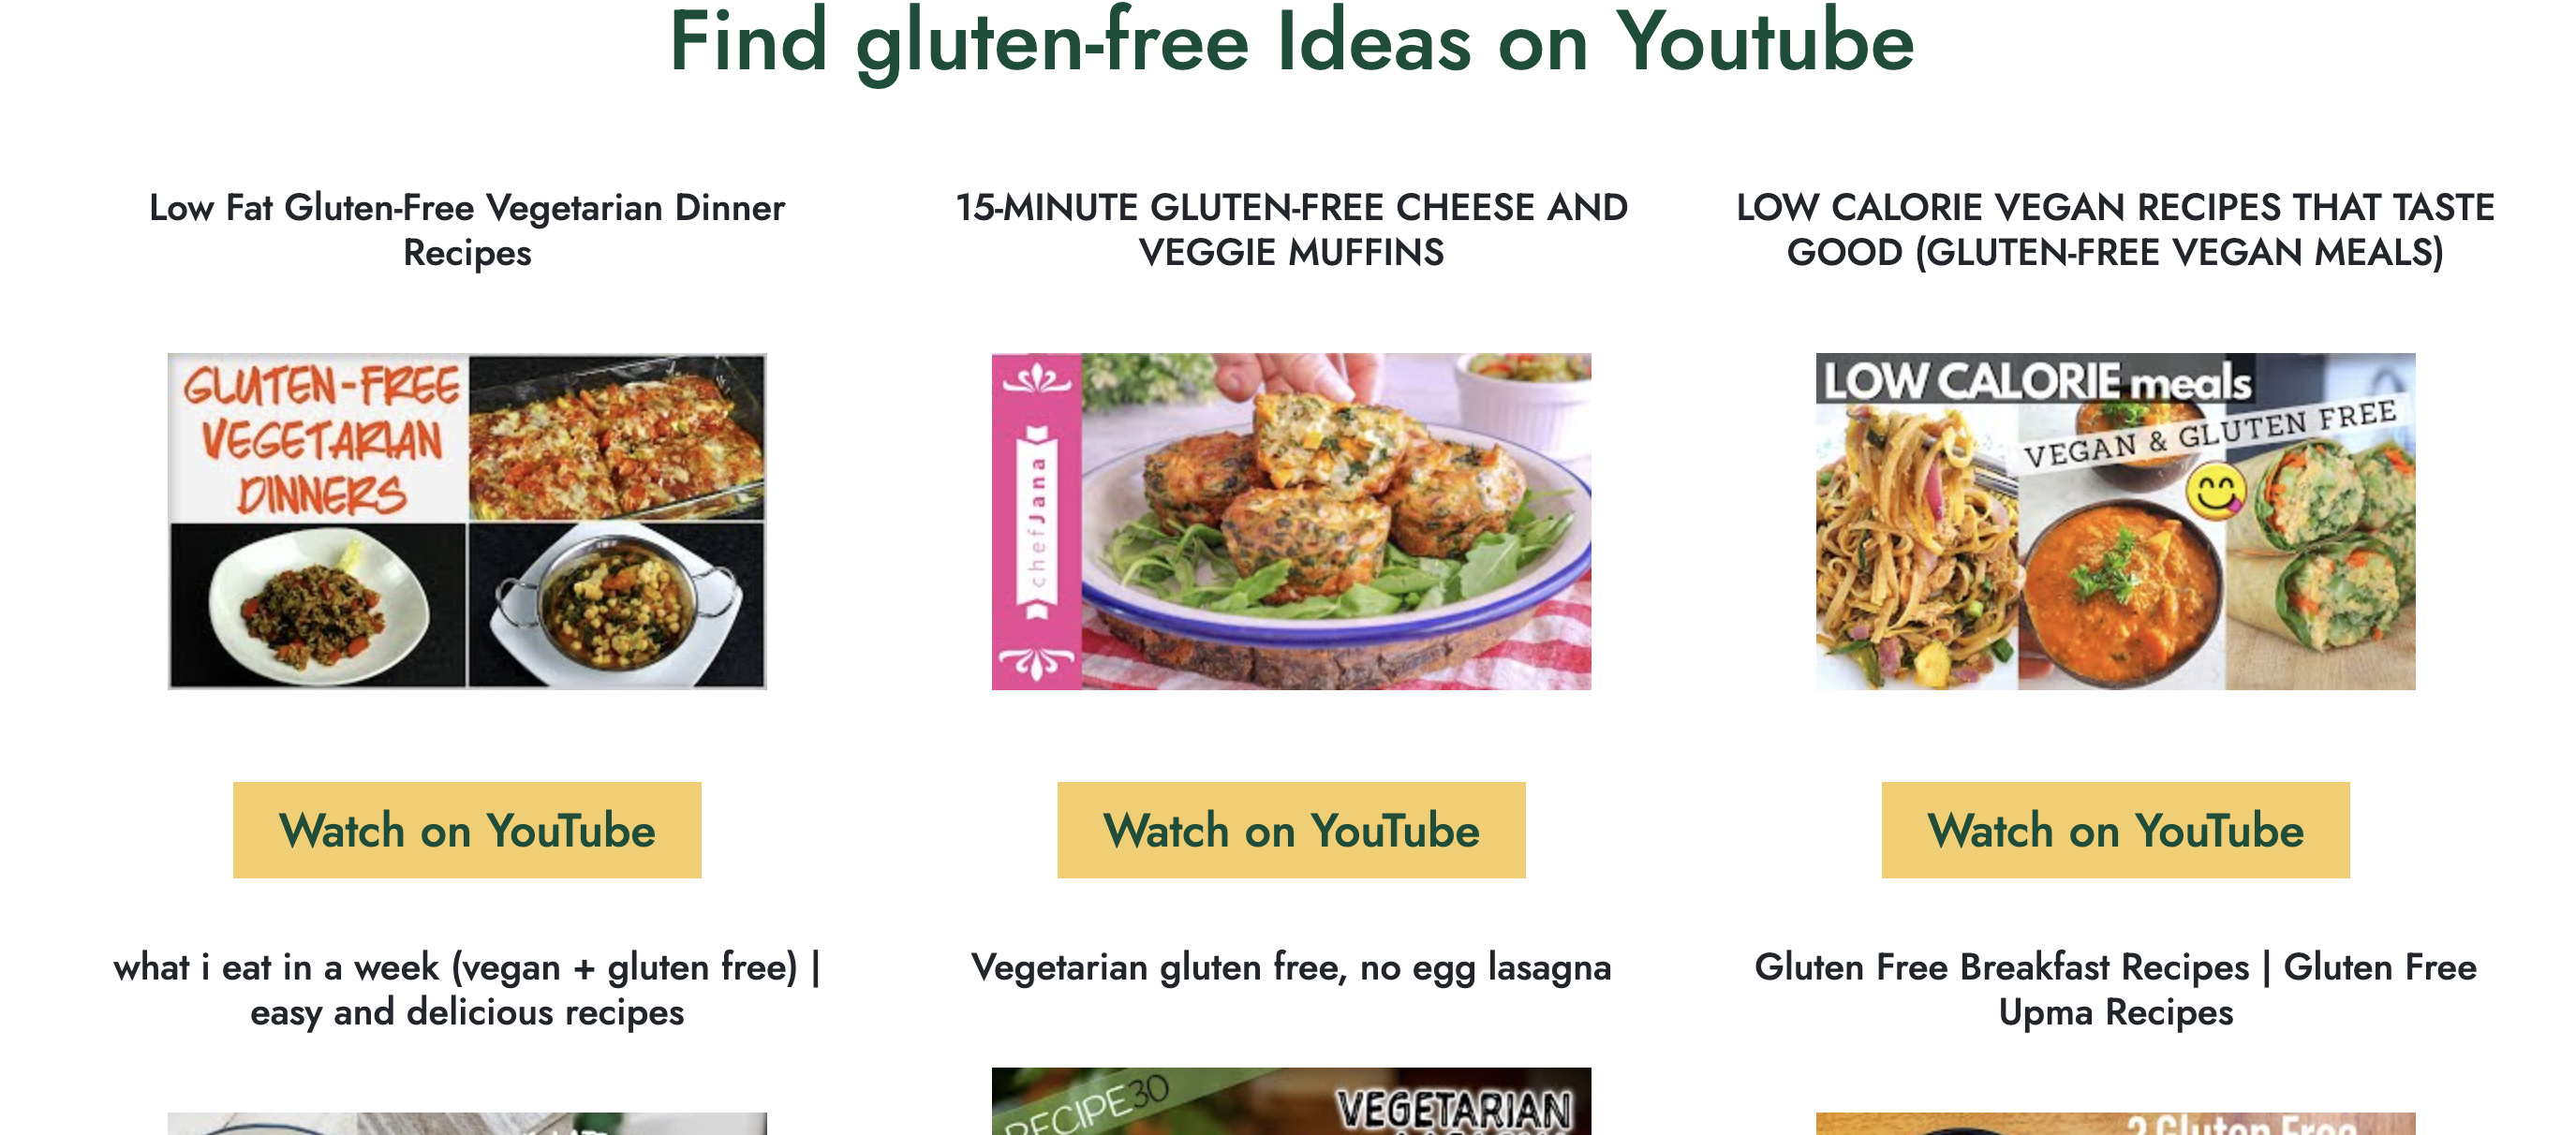 Find gluten-free Ideas on Youtube
Low Fat Gluten-Free Vegetarian Dinner
Recipes
GLUTEN-FREE
VEGETARIAN
DINNERS
Watch on YouTube
15-MINUTE GLUTEN-FREE CHEESE AND
VEGGIE MUFFINS
chefJana
Watch on YouTube
LOW CALORIE VEGAN RECIPES THAT TASTE
GOOD (GLUTEN-FREE VEGAN MEALS)
LOW CALORIE meals
VEGAN & GLUTEN FREE
Watch on YouTube
what i eat in a week (vegan + gluten free) |
easy and delicious recipes
Vegetarian gluten free, no egg lasagna
RECIPE30
VEGETARIAN
Gluten Free Breakfast Recipes | Gluten Free
Upma Recipes
2 Gluten Free